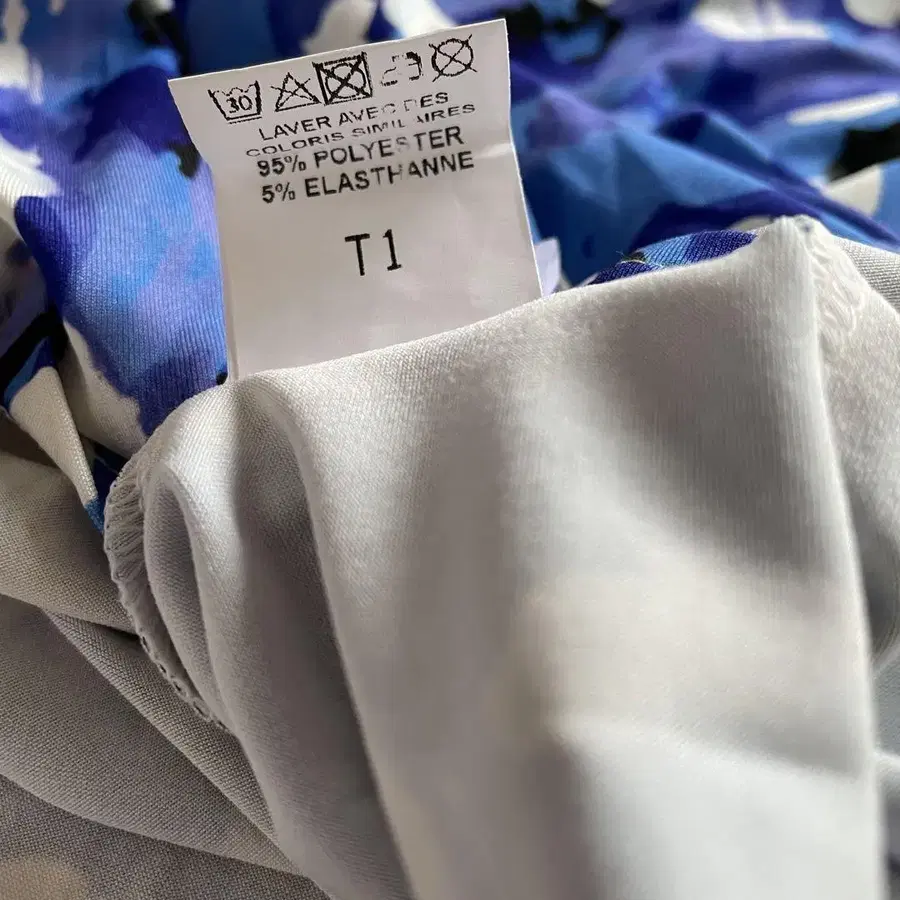 30
LAVER AVEC DES
COLORIS SIMILAIRES
95% POLYESTER
5% ELASTHANNE
T1